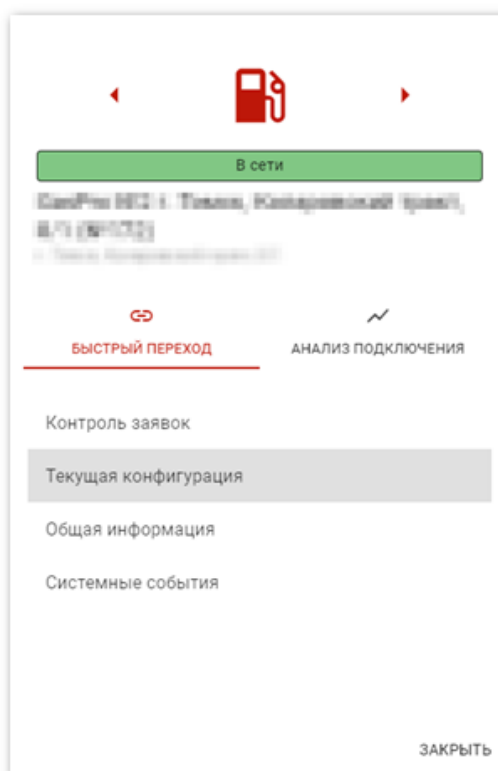 В сети
БЫСТРЫЙ ПЕРЕХОД
АНАЛИЗ ПОДКЛЮЧЕНИЯ
Контроль заявок
Текущая конфигурация
Общая информация
Системные события
ЗАКРЫТЬ